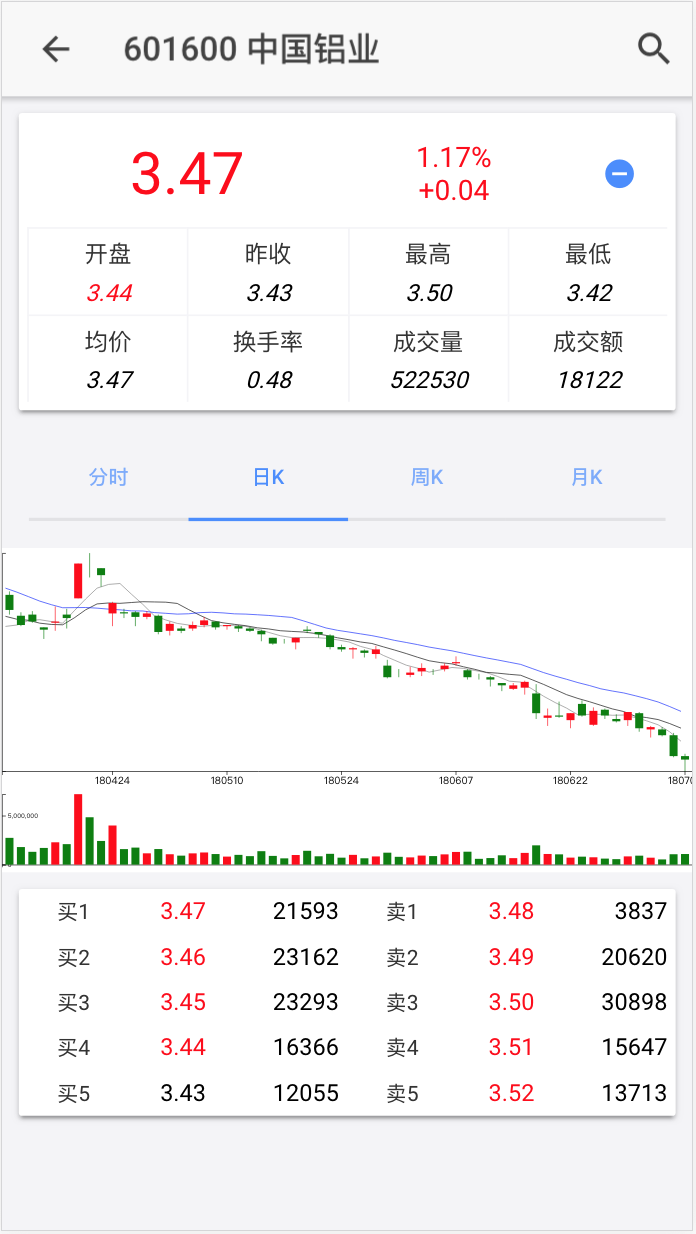 601600 中国铝业
3.47
1.17%
+0.04
开盘 昨收 最高 最低
3.44 3.43 3.50 3.42
均价 换手率 成交量 成交额
3.47 0.48 522530 18122
分时 日K 周K 月K
180424 180510 180524 180607 180622 18070
5,000,000
买1 3.47 21593 卖1 3.48 3837
买2 3.46 23162 卖2 3.49 20620
买3 3.45 23293 卖3 3.50 30898
买4 3.44 16366 卖4 3.51 15647
买5 3.43 12055 卖5 3.52 13713